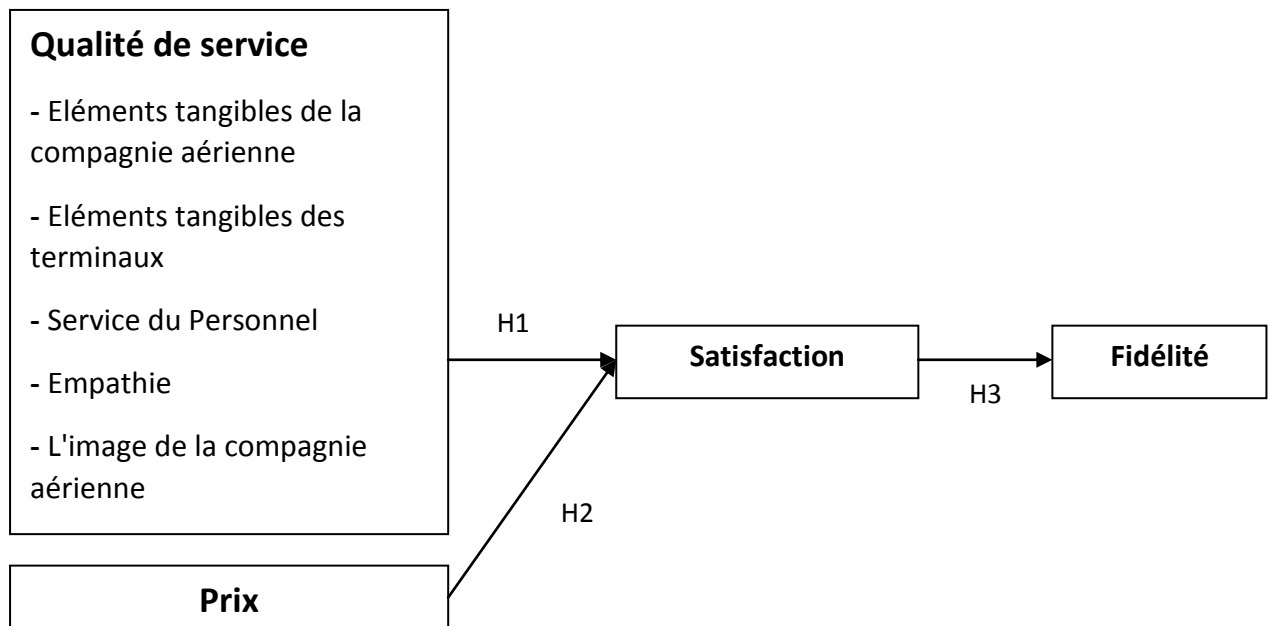 Qualité de service
- Eléments tangibles de la
compagnie aérienne
- Eléments tangibles des
terminaux
- Service du Personnel
- Empathie
- L'image de la compagnie
aérienne
H1
Satisfaction
H3
Fidélité
H2
Prix